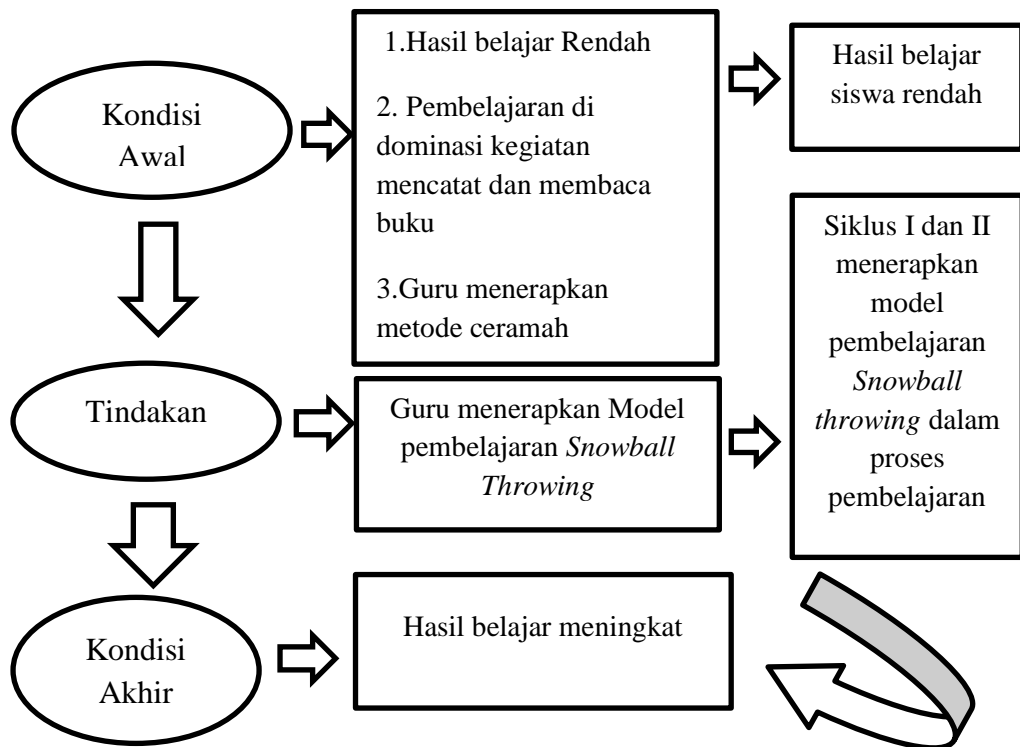 Kondisi
Awal
1.Hasil belajar Rendah
2. Pembelajaran di
dominasi kegiatan
mencatat dan membaca
buku
3.Guru menerapkan
metode ceramah
Hasil belajar
siswa rendah
Tindakan
Guru menerapkan Model
pembelajaran Snowball
Throwing
Siklus I dan II
menerapkan
model
pembelajaran
Snowball
throwing dalam
proses
pembelajaran
Kondisi
Akhir
Hasil belajar meningkat